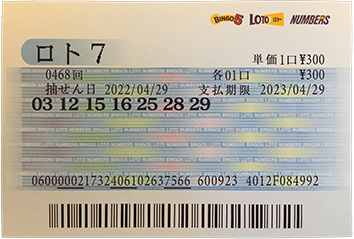 BINGO5 LOTO NUMBERS
ロト7 単価1口¥300
0468回 各01口 ¥300
抽せん日 2022/04/29 支払期限 2023/04/29
03 12 15 16 25 28 29
060000021732406102637566 600923 4012F084992